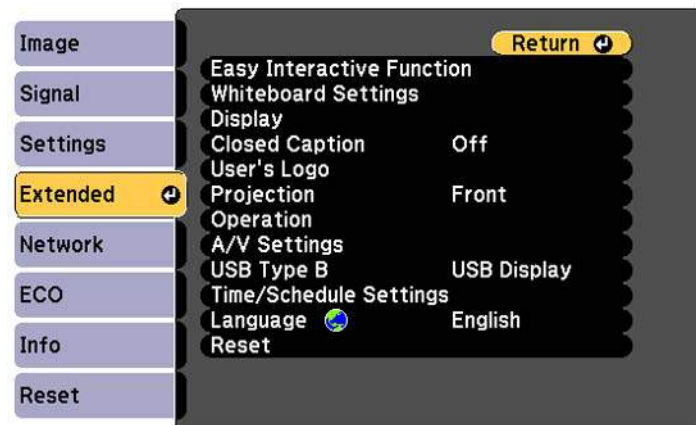 Image
Signal
Settings
Extended
Network
ECO
Info
Reset
Return
Easy Interactive Function
Whiteboard Settings
Display
Closed Caption Off
User's Logo
Projection Front
Operation
A/V Settings
USB Type B USB Display
Time/Schedule Settings
Language English
Reset